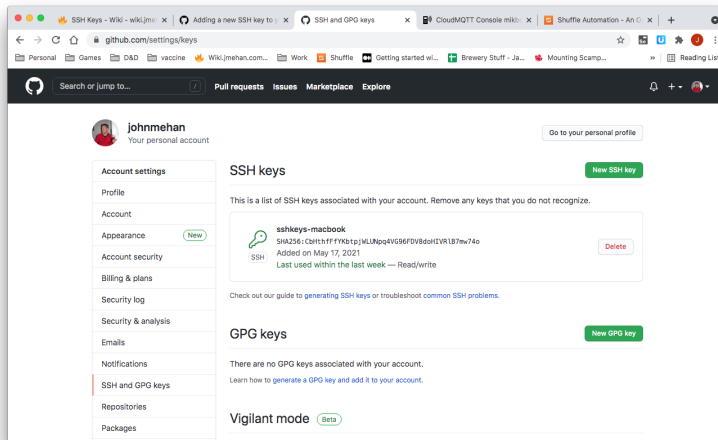 SSH Keys - Wiki - wiki.jme
Adding a new SSH key to y
SSH and GPG keys
CloudMQTT Console mikb
Shuffle Automation - An O
github.com/settings/keys
Personal
Games
D&D
vaccine
Wiki.jmehan.com...
Work
Shuffle
Getting started wi...
Brewery Stuff - Ja...
Mounting Scamp...
»
Reading List
Search or jump to...
/
Pull requests
Issues
Marketplace
Explore
johnmehan
Your personal account
Go to your personal profile
Account settings
Profile
Account
Appearance
New
Account security
Billing & plans
Security log
Security & analysis
Emails
Notifications
SSH and GPG keys
Repositories
Packages
SSH keys
New SSH key
This is a list of SSH keys associated with your account. Remove any keys that you do not recognize.
sshkeys-macbook
SHA256:CbHthfFfYKbtpjWLUNpq4VG96FDV8doHIVRlB7mw74o
Added on May 17, 2021
Last used within the last week — Read/write
SSH
Delete
Check out our guide to generating SSH keys or troubleshoot common SSH problems.
GPG keys
New GPG key
There are no GPG keys associated with your account.
Learn how to generate a GPG key and add it to your account.
Vigilant mode
Beta